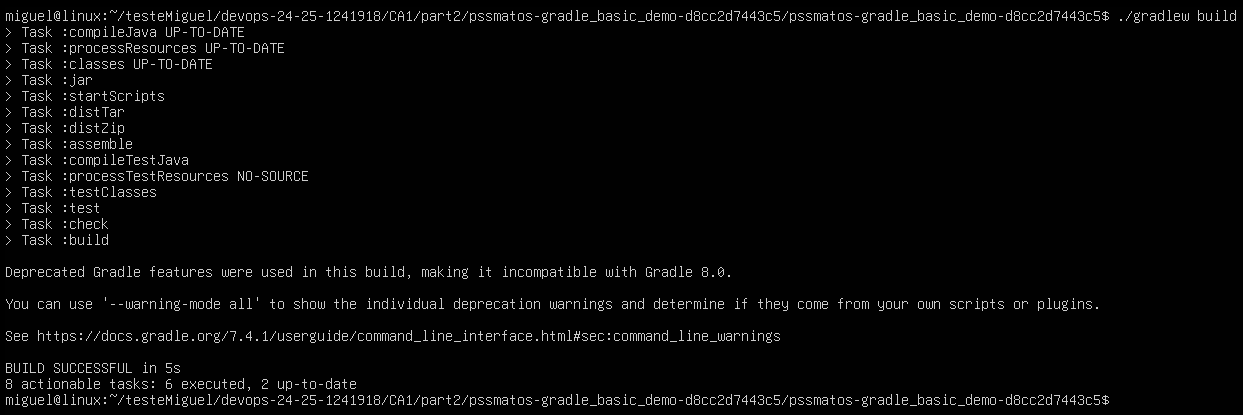 miguel@linux:~/testeMiguel/devops-24-25-1241918/CA1/part2/pssmatos-gradle_basic_demo-d8cc2d7443c5/pssmatos-gradle_basic_demo-d8cc2d7443c5$ ./gradlew build
> Task :compileJava UP-TO-DATE
> Task :processResources UP-TO-DATE
> Task :classes UP-TO-DATE
> Task :jar
> Task :startScripts
> Task :distTar
> Task :distZip
> Task :assemble
> Task :compileTestJava
> Task :processTestResources NO-SOURCE
> Task :testClasses
> Task :test
> Task :check
> Task :build
Deprecated Gradle features were used in this build, making it incompatible with Gradle 8.0.
You can use '--warning-mode all' to show the individual deprecation warnings and determine if they come from your own scripts or plugins.
See https://docs.gradle.org/7.4.1/userguide/command_line_interface.html#sec:command_line_warnings
BUILD SUCCESSFUL in 5s
8 actionable tasks: 6 executed, 2 up-to-date
miguel@linux:~/testeMiguel/devops-24-25-1241918/CA1/part2/pssmatos-gradle_basic_demo-d8cc2d7443c5/pssmatos-gradle_basic_demo-d8cc2d7443c5$